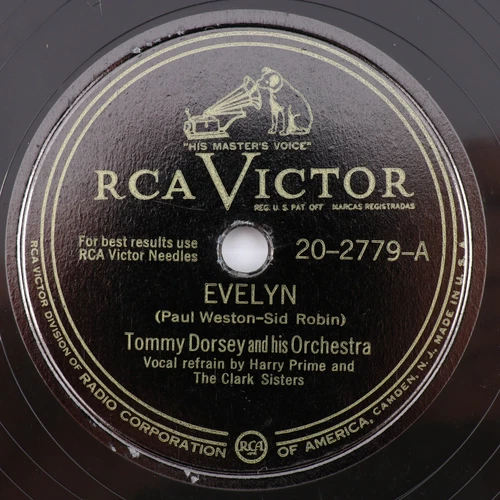 "HIS MASTER'S VOICE"
RCA VICTOR
REG. U. S. PAT. OFF. MARCAS REGISTRADAS
For best results use
RCA Victor Needles
20-2779-A
EVELYN
(Paul Weston-Sid Robin)
Tommy Dorsey and his Orchestra
Vocal refrain by Harry Prime and
The Clark Sisters
RCA VICTOR DIVISION OF RADIO CORPORATION OF AMERICA, CAMDEN, N. J., MADE IN U.S.A.
RCA